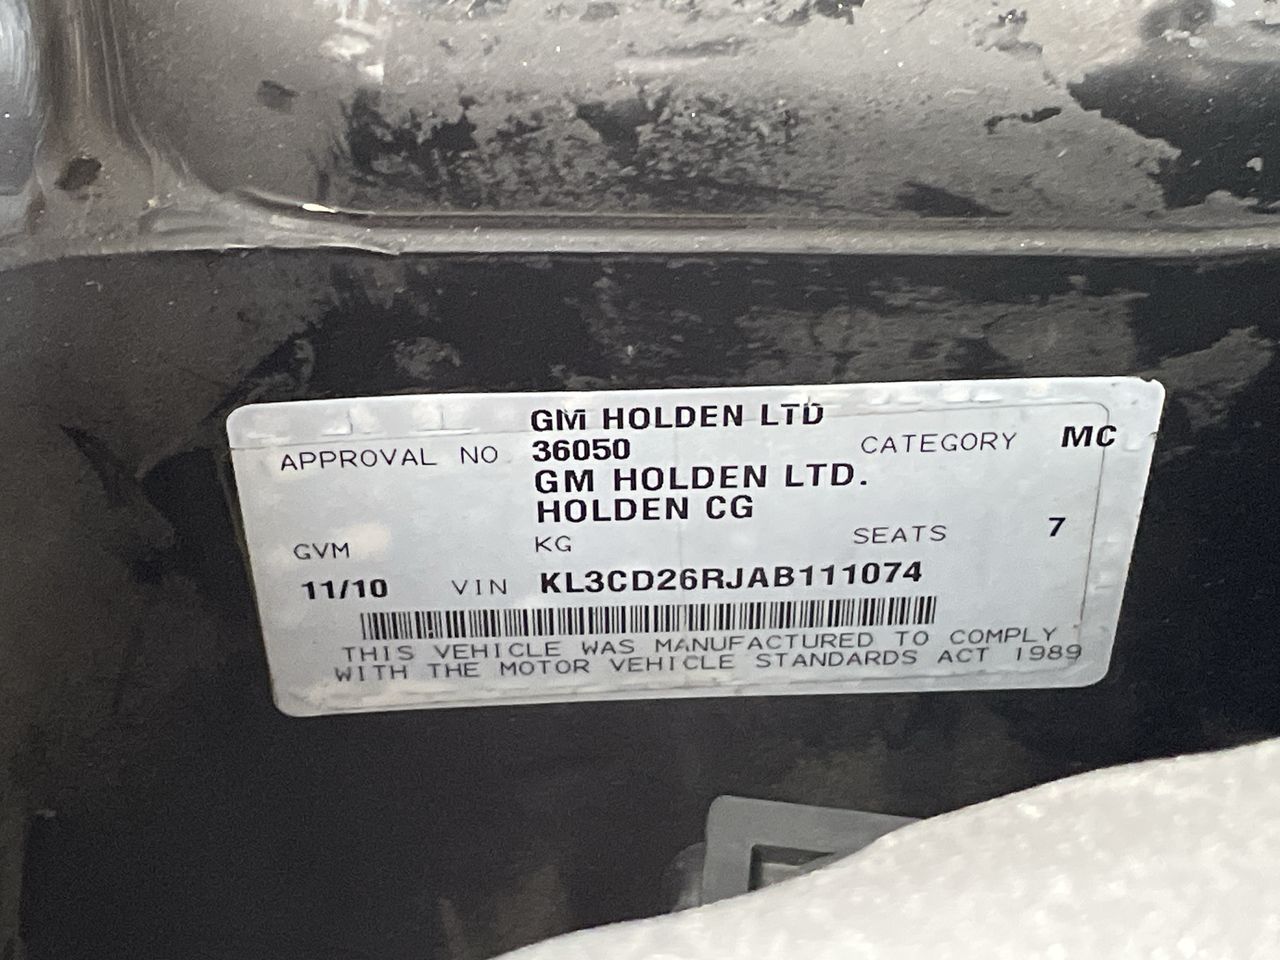 GM HOLDEN LTD
APPROVAL NO 36050 CATEGORY MC
GM HOLDEN LTD.
HOLDEN CG
GVM KG SEATS 7
11/10 VIN KL3CD26RJAB111074
THIS VEHICLE WAS MANUFACTURED TO COMPLY
WITH THE MOTOR VEHICLE STANDARDS ACT 1989